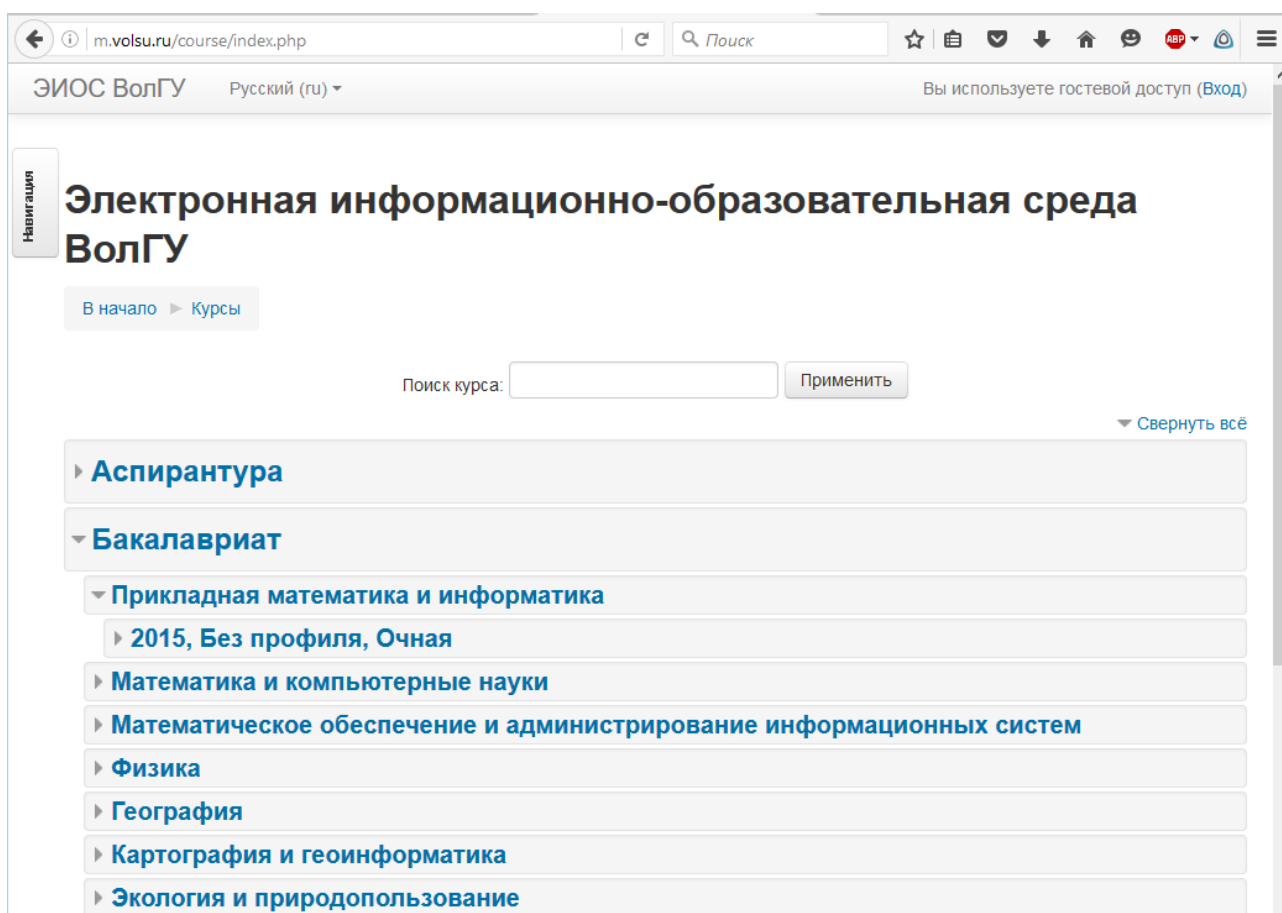 m.volsu.ru/course/index.php
Поиск
ABP
ЭИОС ВолГУ
Русский (ru)
Вы используете гостевой доступ (Вход)
Навигация
Электронная информационно-образовательная среда
ВолГУ
В начало ► Курсы
Поиск курса:
Применить
Свернуть всё
Аспирантура
Бакалавриат
Прикладная математика и информатика
2015, Без профиля, Очная
Математика и компьютерные науки
Математическое обеспечение и администрирование информационных систем
Физика
География
Картография и геоинформатика
Экология и природопользование